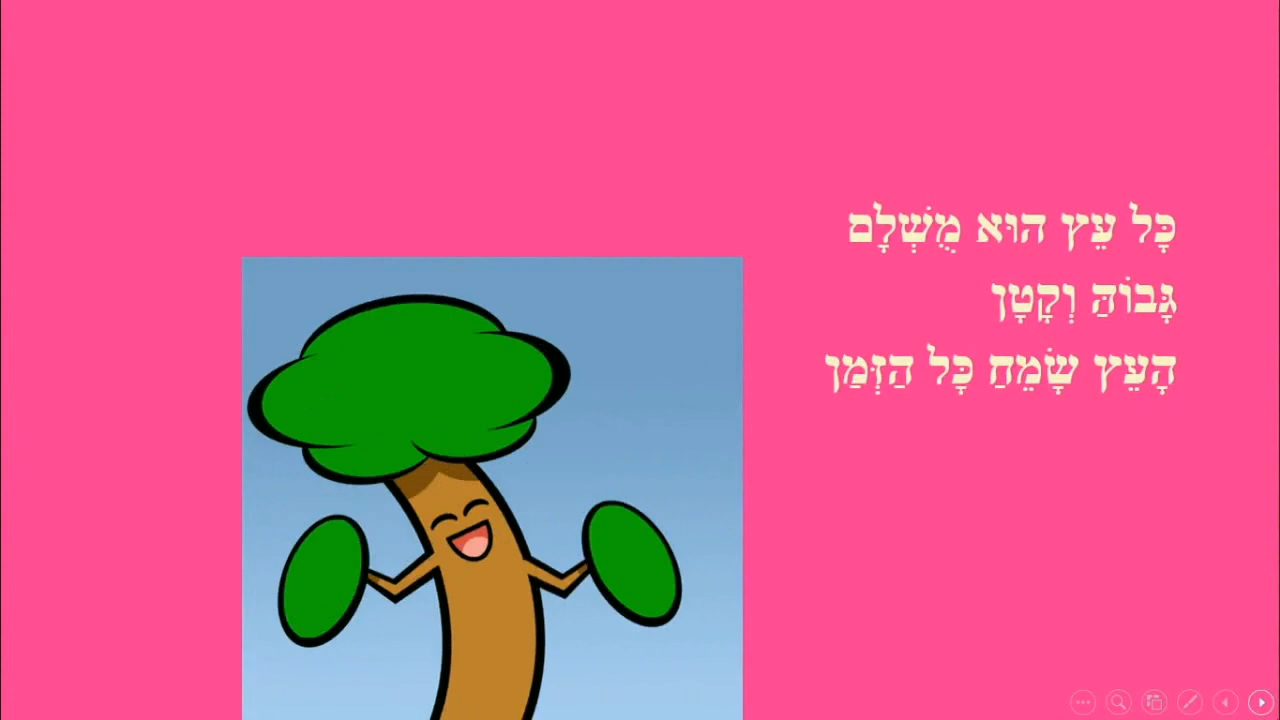 כָּל עֵץ הוּא מֻשְׁלָם
גָּבוֹהַּ וְקָטָן
הָעֵץ שָׂמֵחַ כָּל הַזְּמַן